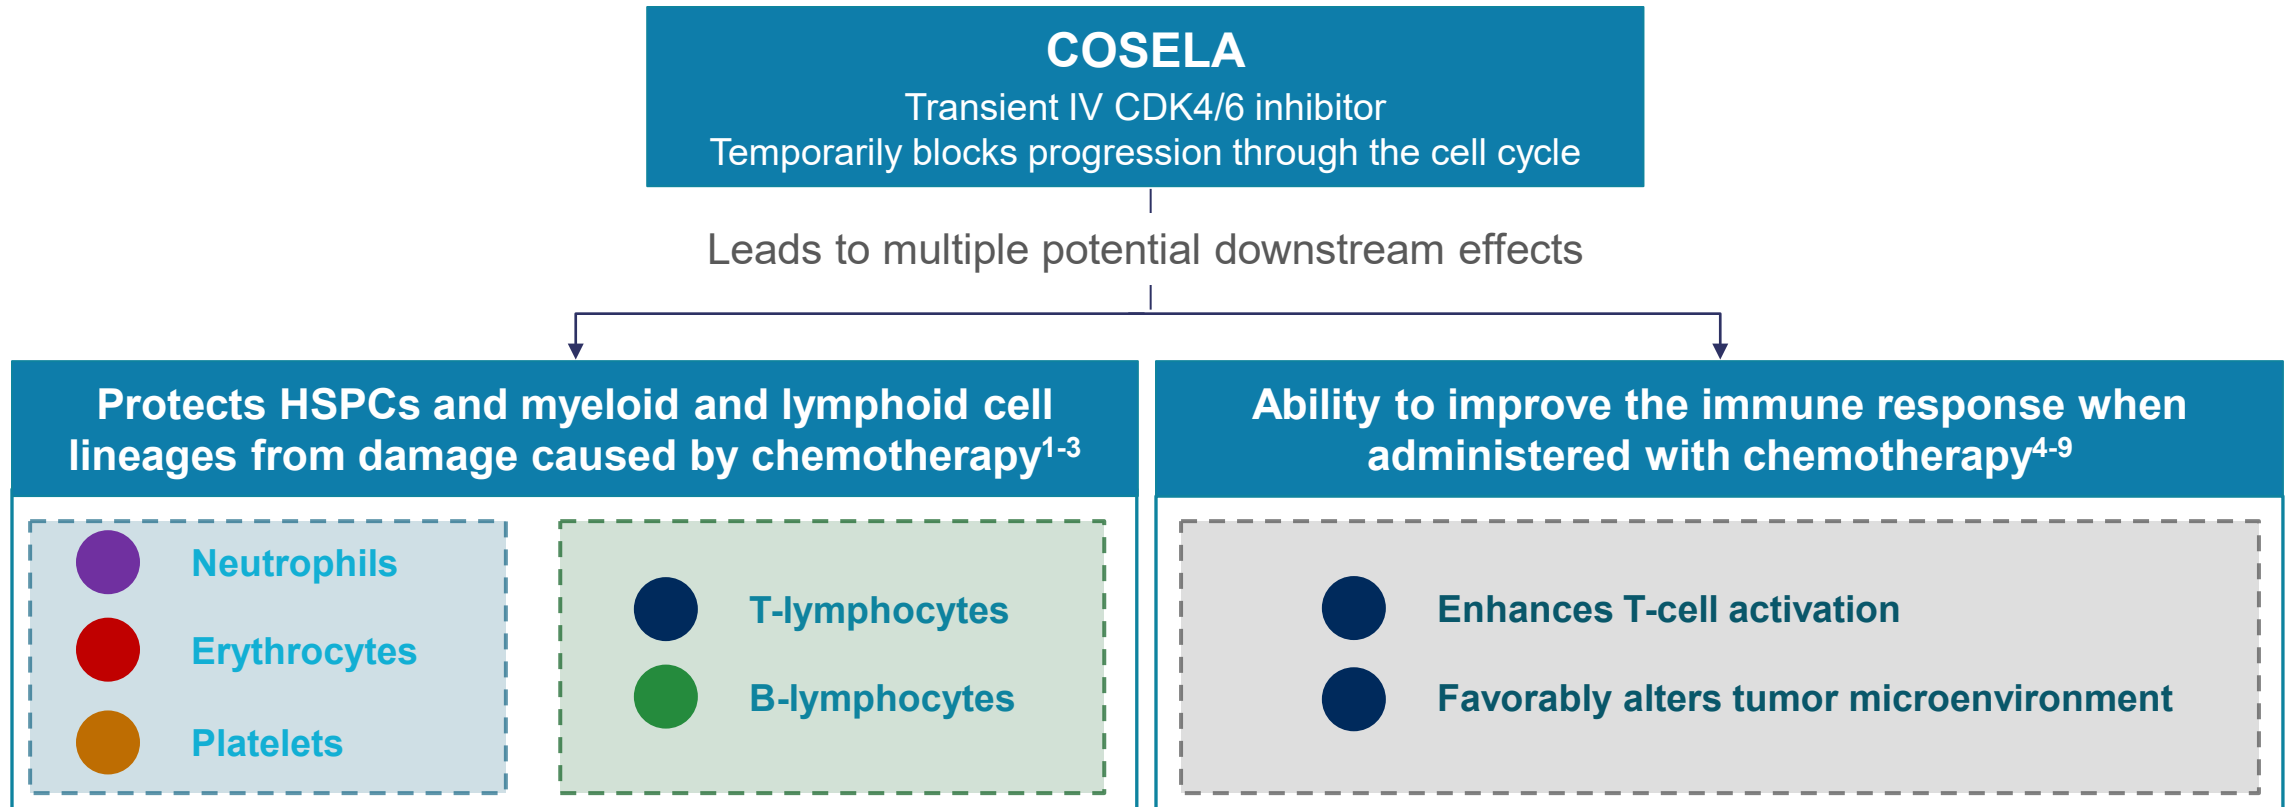 COSELA
Transient IV CDK4/6 inhibitor
Temporarily blocks progression through the cell cycle
Leads to multiple potential downstream effects
Protects HSPCs and myeloid and lymphoid cell
lineages from damage caused by chemotherapy1-3
Neutrophils
Erythrocytes
Platelets
T-lymphocytes
B-lymphocytes
Ability to improve the immune response when
administered with chemotherapy4-9
Enhances T-cell activation
Favorably alters tumor microenvironment